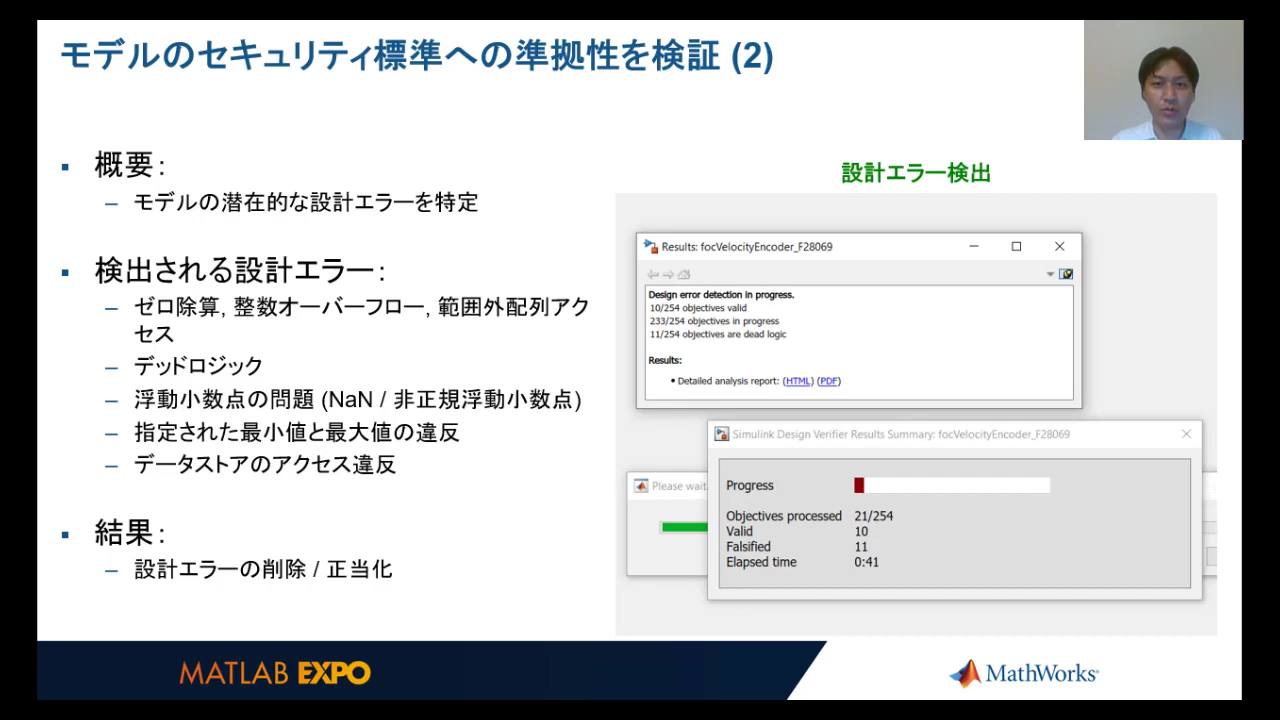 モデルのセキュリティ標準への準拠性を検証 (2)
▪ 概要:
– モデルの潜在的な設計エラーを特定
▪ 検出される設計エラー:
– ゼロ除算, 整数オーバーフロー, 範囲外配列アク
セス
– デッドロジック
– 浮動小数点の問題 (NaN / 非正規浮動小数点)
– 指定された最小値と最大値の違反
– データストアのアクセス違反
▪ 結果:
– 設計エラーの削除 / 正当化
設計エラー検出
Results: focVelocityEncoder_F28069
Design error detection in progress.
10/254 objectives valid
233/254 objectives in progress
11/254 objectives are dead logic
Results:
• Detailed analysis report: (HTML) (PDF)
Simulink Design Verifier Results Summary: focVelocityEncoder_F28069
Please wait
Progress
Objectives processed 21/254
Valid 10
Falsified 11
Elapsed time 0:41
MATLAB EXPO
MathWorks®